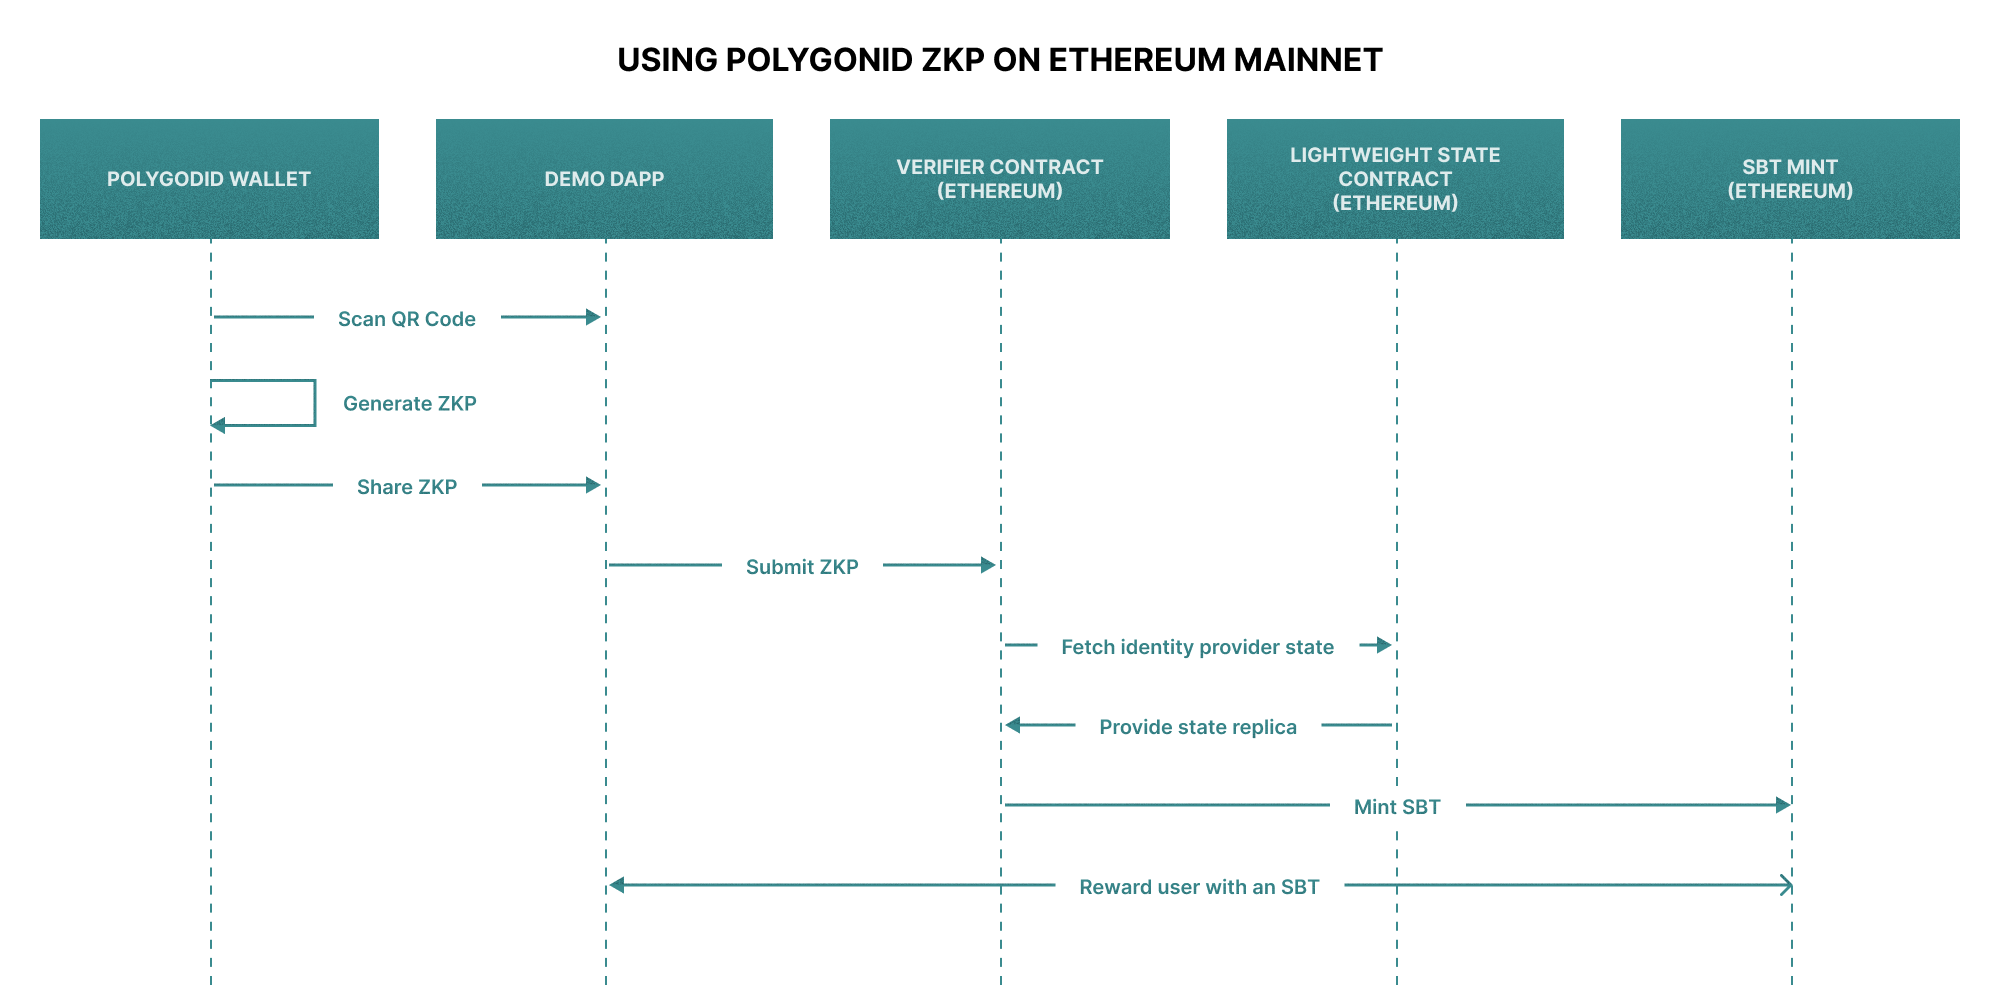 USING POLYGONID ZKP ON ETHEREUM MAINNET
POLYGODID WALLET
DEMO DAPP
VERIFIER CONTRACT
(ETHEREUM)
LIGHTWEIGHT STATE
CONTRACT
(ETHEREUM)
SBT MINT
(ETHEREUM)
Scan QR Code
Generate ZKP
Share ZKP
Submit ZKP
Fetch identity provider state
Provide state replica
Mint SBT
Reward user with an SBT